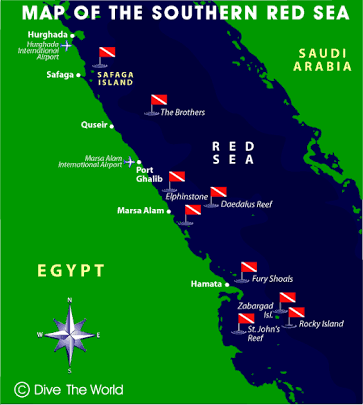 MAP OF THE SOUTHERN RED SEA
Hurghada
Hurghada
International
Airport
SAUDI
ARABIA
Safaga
SAFAGA
ISLAND
The Brothers
Quseir
RED
SEA
Marsa Alam
International Airport
Port
Ghalib
Elphinstone
Daedalus Reef
Marsa Alam
EGYPT
Fury Shoals
Hamata
Zabargad
Isl.
Rocky Island
St. John's
Reef
N
W
E
S
© Dive The World